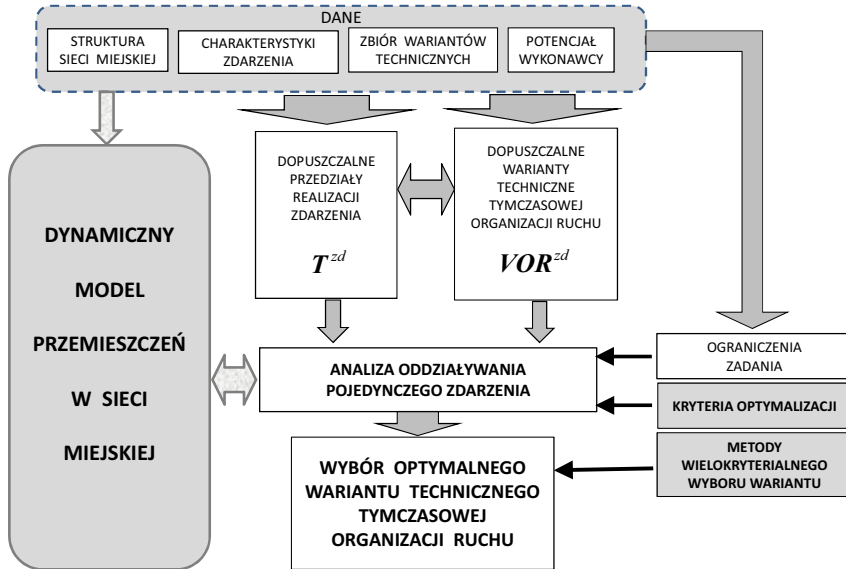 DANE
STRUKTURA
SIECI MIEJSKIEJ
CHARAKTERYSTYKI
ZDARZENIA
ZBIÓR WARIANTÓW
TECHNICZNYCH
POTENCJAŁ
WYKONAWCY
DOPUSZCZALNE
PRZEDZIAŁY
REALIZACJI
ZDARZENIA
T^zd
DOPUSZCZALNE
WARIANTY
TECHNICZNE
TYMCZASOWEJ
ORGANIZACJI RUCHU
VOR^zd
DYNAMICZNY
MODEL
PRZEMIESZCZEŃ
W SIECI
MIEJSKIEJ
ANALIZA ODDZIAŁYWANIA
POJEDYNCZEGO ZDARZENIA
OGRANICZENIA
ZADANIA
KRYTERIA OPTYMALIZACJI
METODY
WIELOKRYTERIALNEGO
WYBORU WARIANTU
WYBÓR OPTYMALNEGO
WARIANTU TECHNICZNEGO
TYMCZASOWEJ
ORGANIZACJI RUCHU